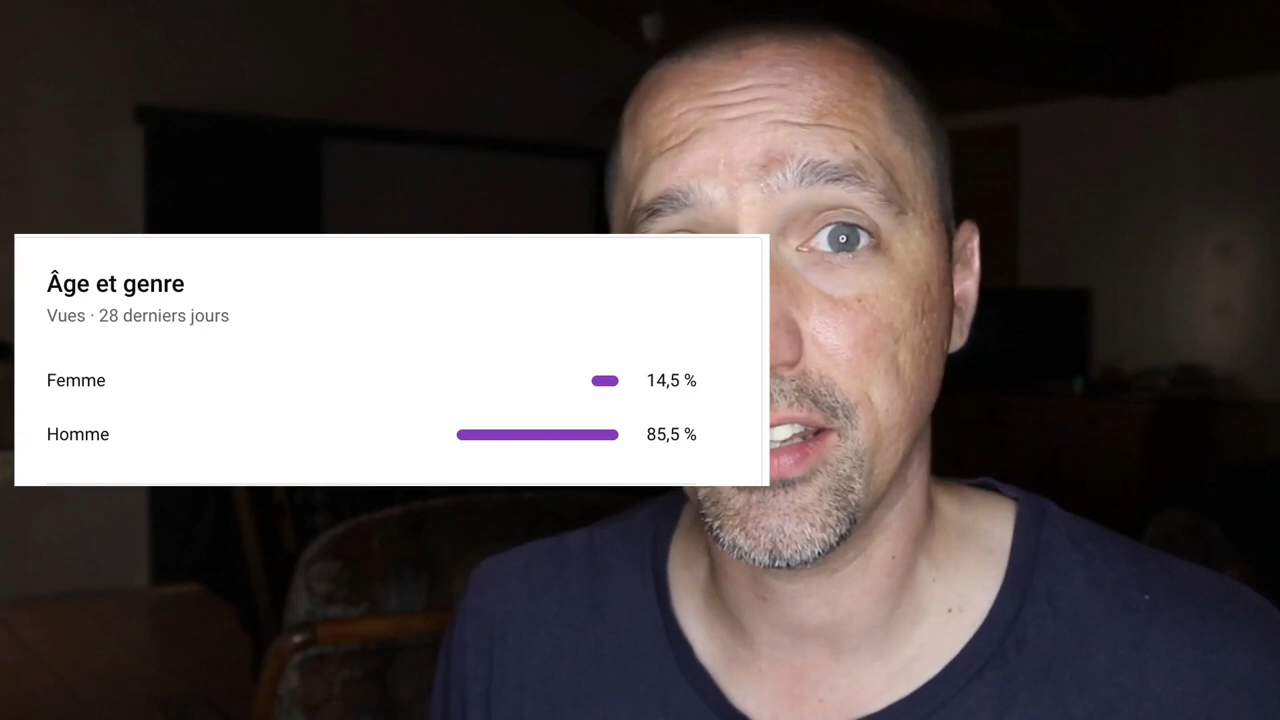 Âge et genre
Vues · 28 derniers jours
Femme 14,5 %
Homme 85,5 %